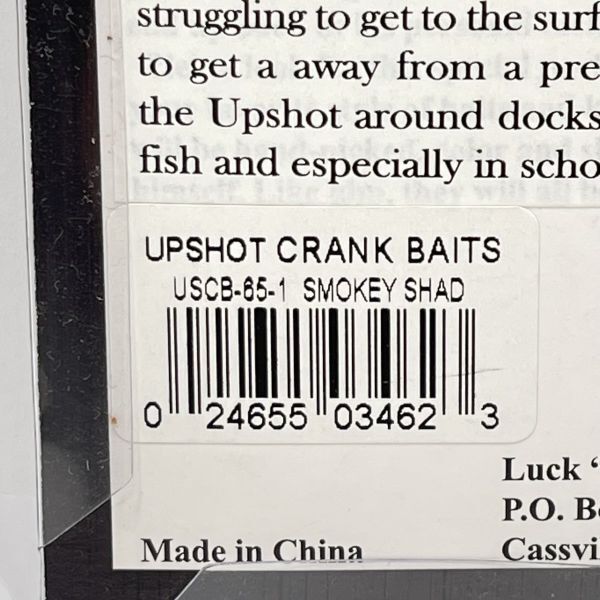 struggling to get to the surf
to get a away from a pre
the Upshot around docks
fish and especially in scho
UPSHOT CRANK BAITS
USCB-65-1 SMOKEY SHAD
0 24655 03462 3
Luck ‘
P.O. B
Cassvi
Made in China